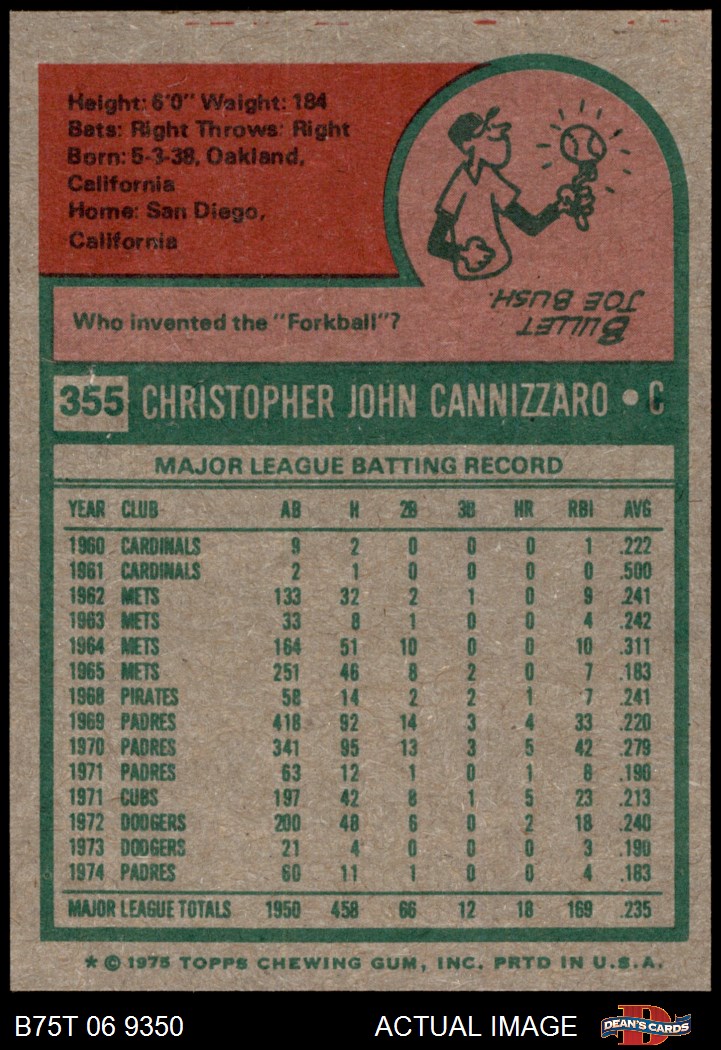 Height: 6'0" Weight: 184
Bats: Right Throws: Right
Born: 5-3-38, Oakland,
California
Home: San Diego,
California
Who invented the "Forkball"?
BULLET
JOE BUSH.
355 CHRISTOPHER JOHN CANNIZZARO • C
MAJOR LEAGUE BATTING RECORD
YEAR CLUB AB H 2B 3B HR RBI AVG
1960 CARDINALS 9 2 0 0 0 1 .222
1961 CARDINALS 2 1 0 0 0 0 .500
1962 METS 133 32 2 1 0 9 .241
1963 METS 33 8 1 0 0 4 .242
1964 METS 164 51 10 0 0 10 .311
1965 METS 251 46 8 2 0 7 .183
1968 PIRATES 58 14 2 2 1 7 .241
1969 PADRES 418 92 14 3 4 33 .220
1970 PADRES 341 95 13 3 5 42 .279
1971 PADRES 63 12 1 0 1 8 .190
1971 CUBS 197 42 8 1 5 23 .213
1972 DODGERS 200 48 6 0 2 18 .240
1973 DODGERS 21 4 0 0 0 3 .190
1974 PADRES 60 11 1 0 0 4 .183
MAJOR LEAGUE TOTALS 1950 458 66 12 18 169 .235
* © 1975 TOPPS CHEWING GUM, INC. PRTD IN U.S.A.
B75T 06 9350 ACTUAL IMAGE DEAN'S CARDS